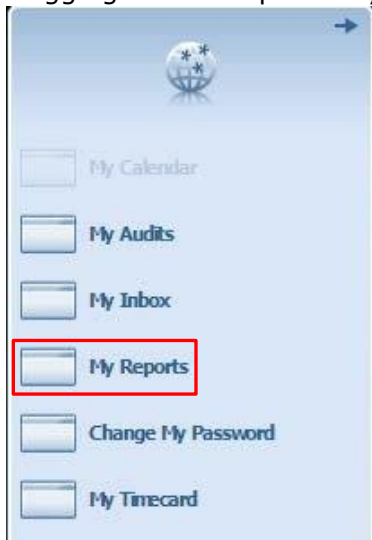 My Calendar
My Audits
My Inbox
My Reports
Change My Password
My Timecard